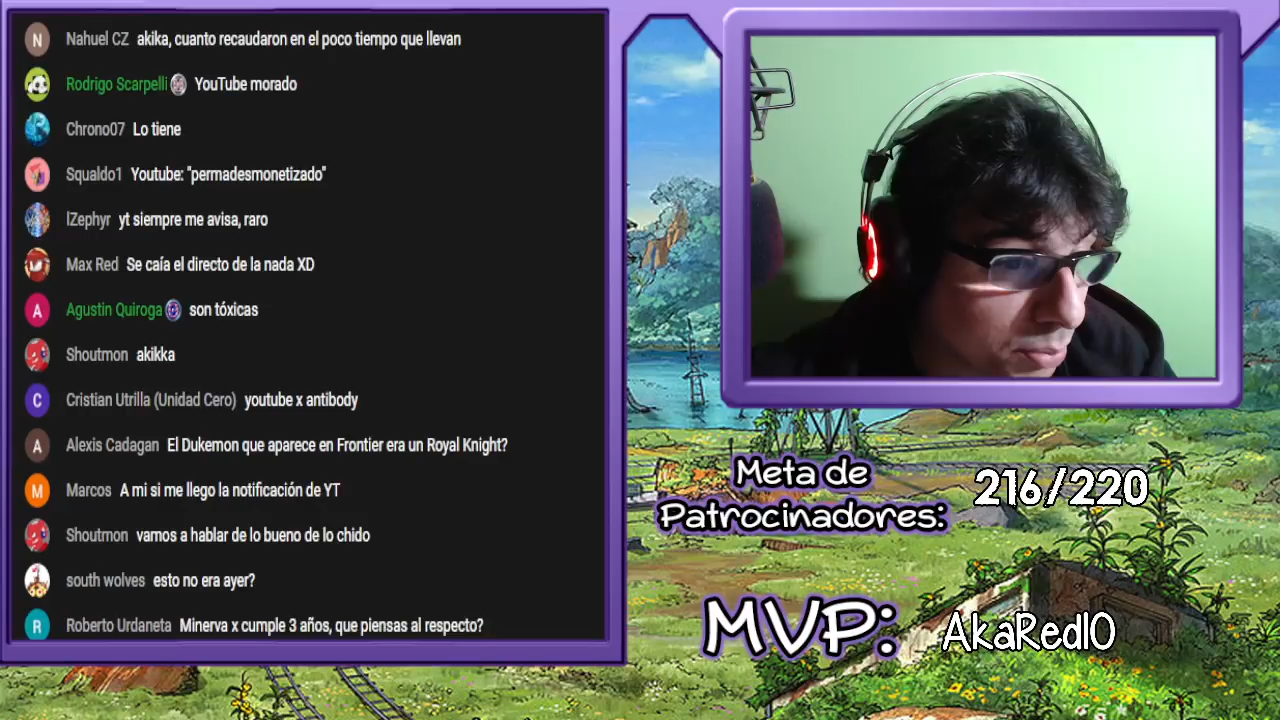 N Nahuel CZ akika, cuanto recaudaron en el poco tiempo que llevan
Rodrigo Scarpelli YouTube morado
Chrono07 Lo tiene
Squaldo1 Youtube: "permadesmonetizado"
lZephyr yt siempre me avisa, raro
Max Red Se caía el directo de la nada XD
A Agustin Quiroga son tóxicas
Shoutmon akikka
C Cristian Utrilla (Unidad Cero) youtube x antibody
A Alexis Cadagan El Dukemon que aparece en Frontier era un Royal Knight?
M Marcos A mi si me llego la notificación de YT
Shoutmon vamos a hablar de lo bueno de lo chido
south wolves esto no era ayer?
R Roberto Urdaneta Minerva x cumple 3 años, que piensas al respecto?
Meta de
Patrocinadores: 216/220
MVP: AkaRed10